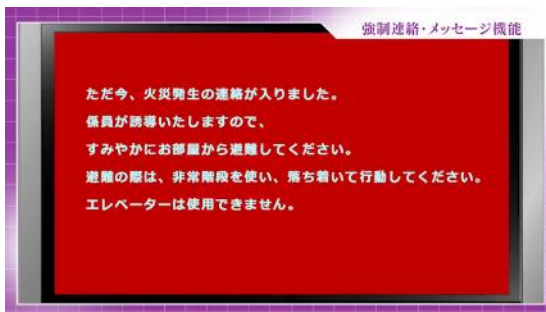 強制連絡・メッセージ機能
ただ今、火災発生の連絡が入りました。
係員が誘導いたしますので、
すみやかにお部屋から避難してください。
避難の際は、非常階段を使い、落ち着いて行動してください。
エレベーターは使用できません。